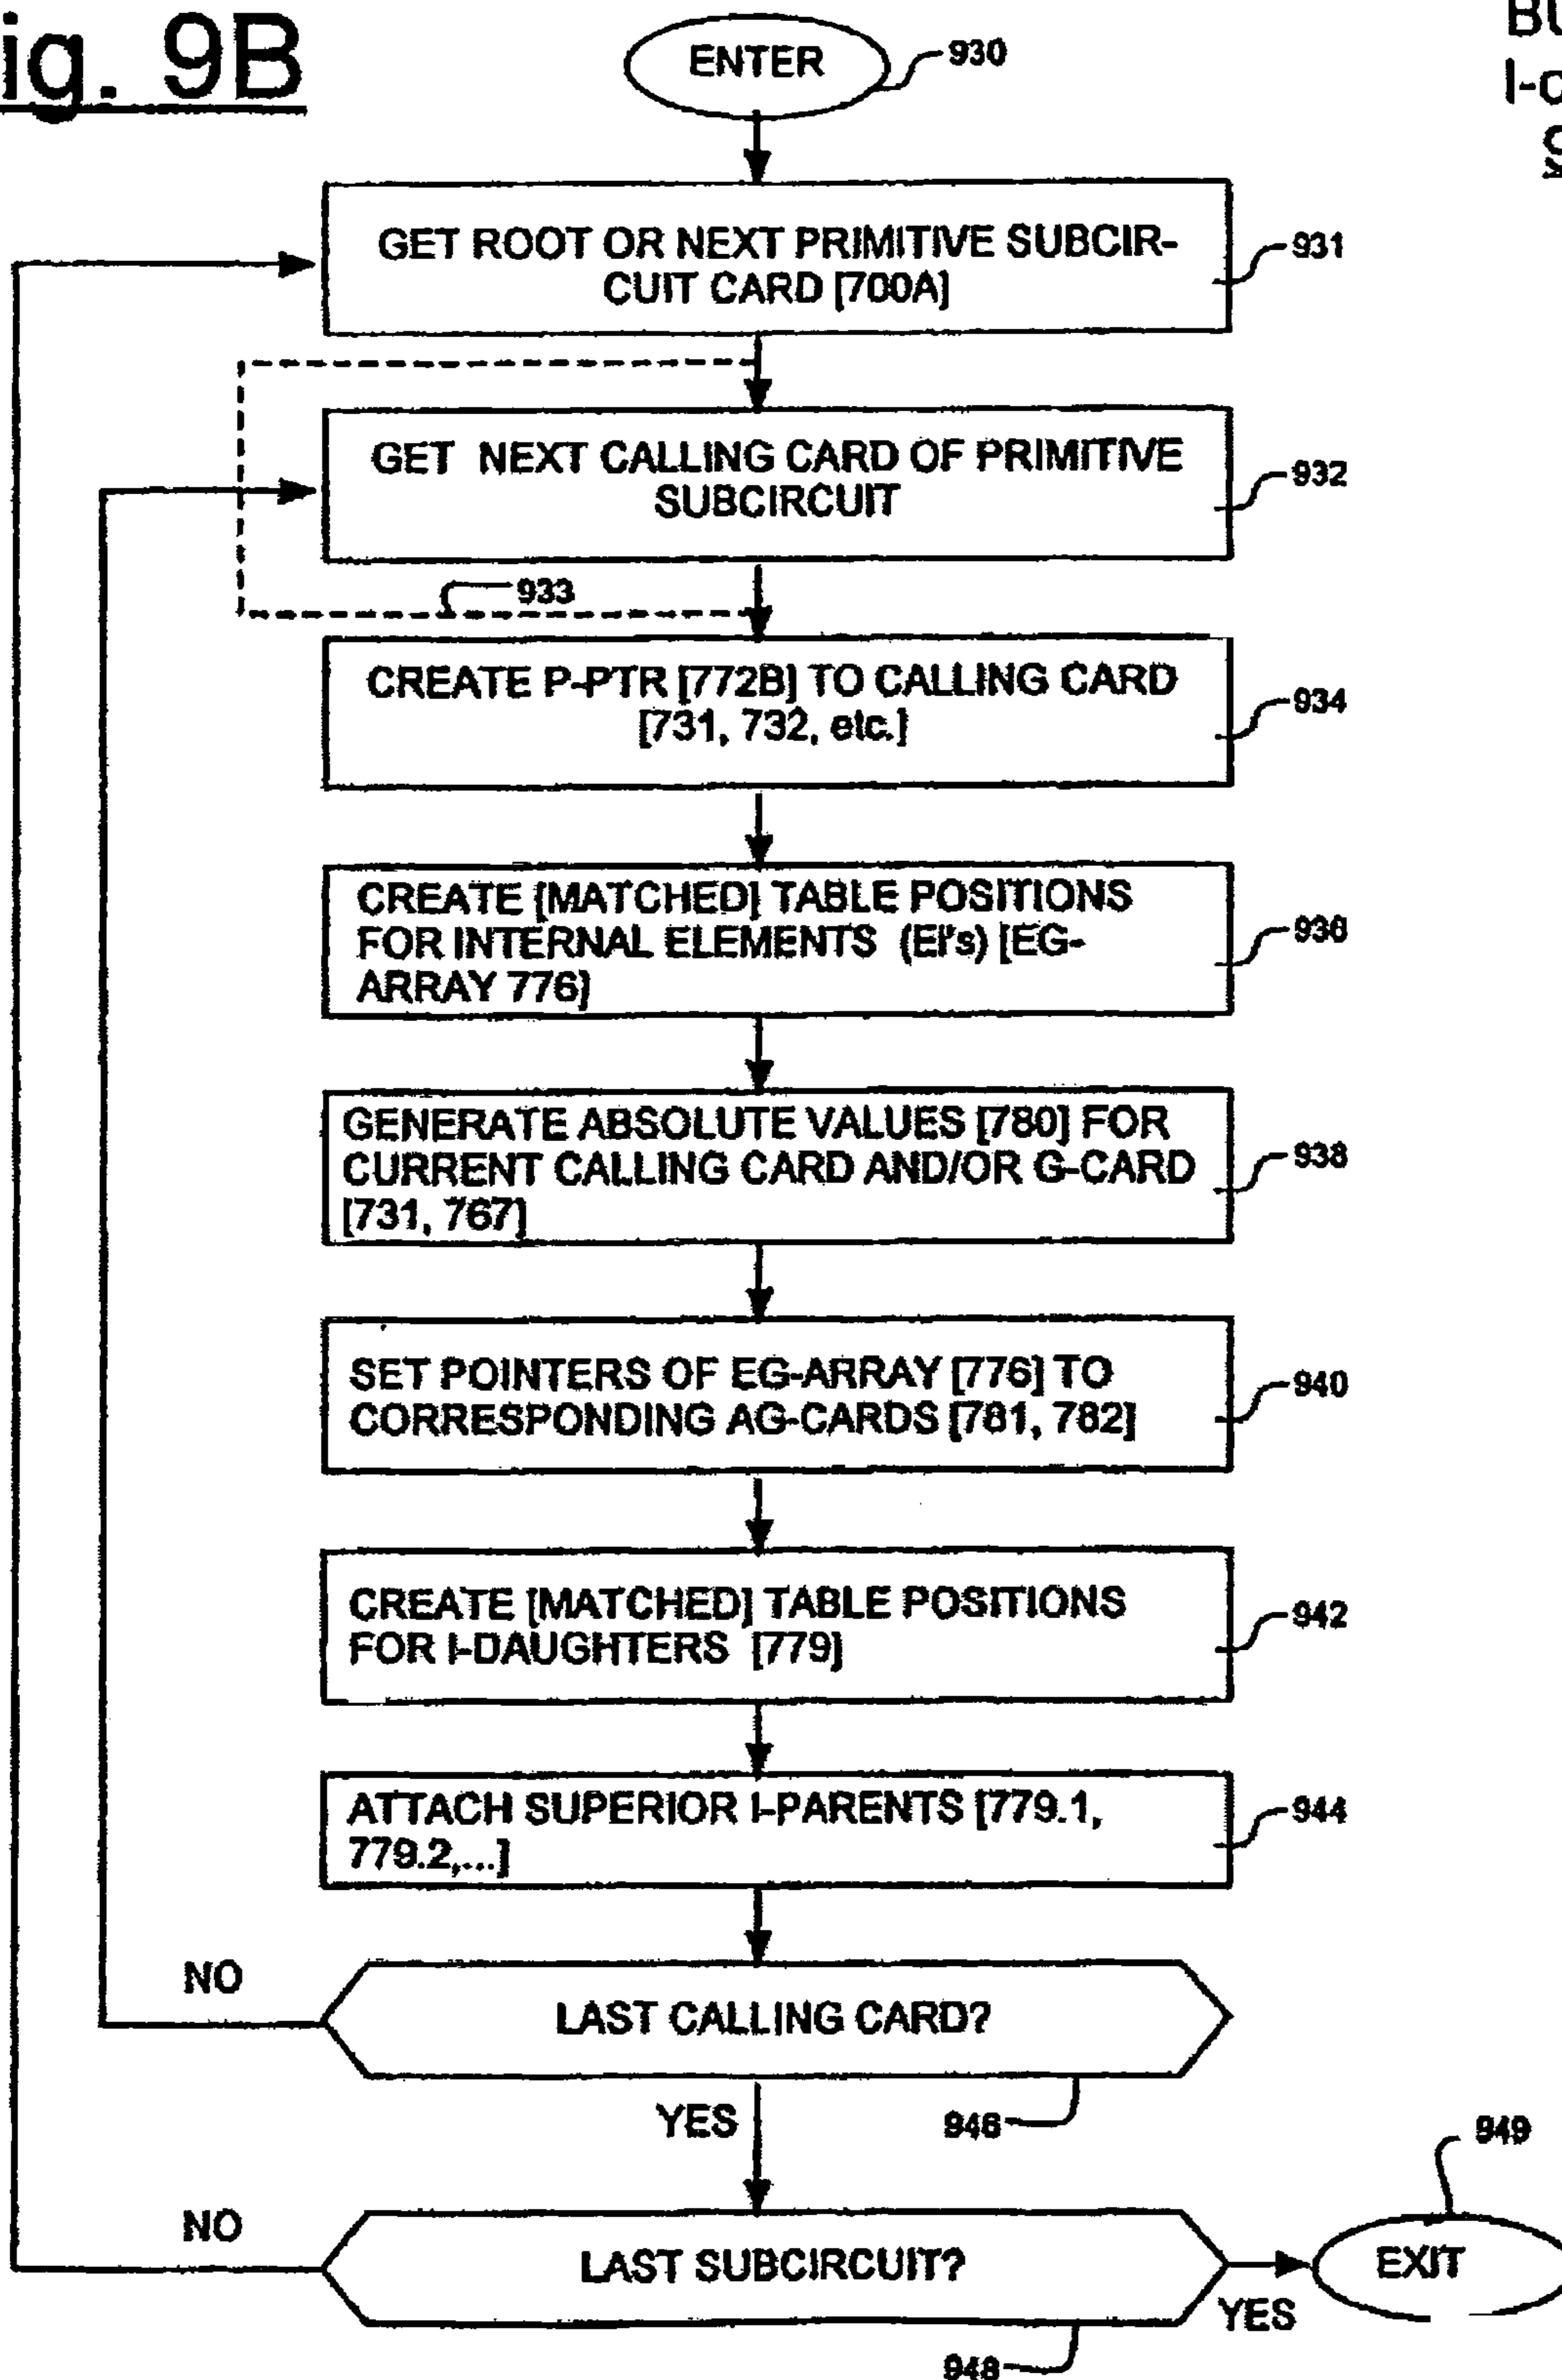 ig. 9B
ENTER
930
BU
I-c
GET ROOT OR NEXT PRIMITIVE SUBCIR-
CUIT CARD [700A]
931
GET NEXT CALLING CARD OF PRIMITIVE
SUBCIRCUIT
932
933
CREATE P-PTR [772B] TO CALLING CARD
[731, 732, etc.]
934
CREATE [MATCHED] TABLE POSITIONS
FOR INTERNAL ELEMENTS (EI's) [EG-
ARRAY 776]
936
GENERATE ABSOLUTE VALUES [780] FOR
CURRENT CALLING CARD AND/OR G-CARD
[731, 767]
938
SET POINTERS OF EG-ARRAY [776] TO
CORRESPONDING AG-CARDS [781, 782]
940
CREATE [MATCHED] TABLE POSITIONS
FOR I-DAUGHTERS [779]
942
ATTACH SUPERIOR I-PARENTS [779.1,
779.2,...]
944
NO
LAST CALLING CARD?
YES
946
949
NO
LAST SUBCIRCUIT?
EXIT
YES
948